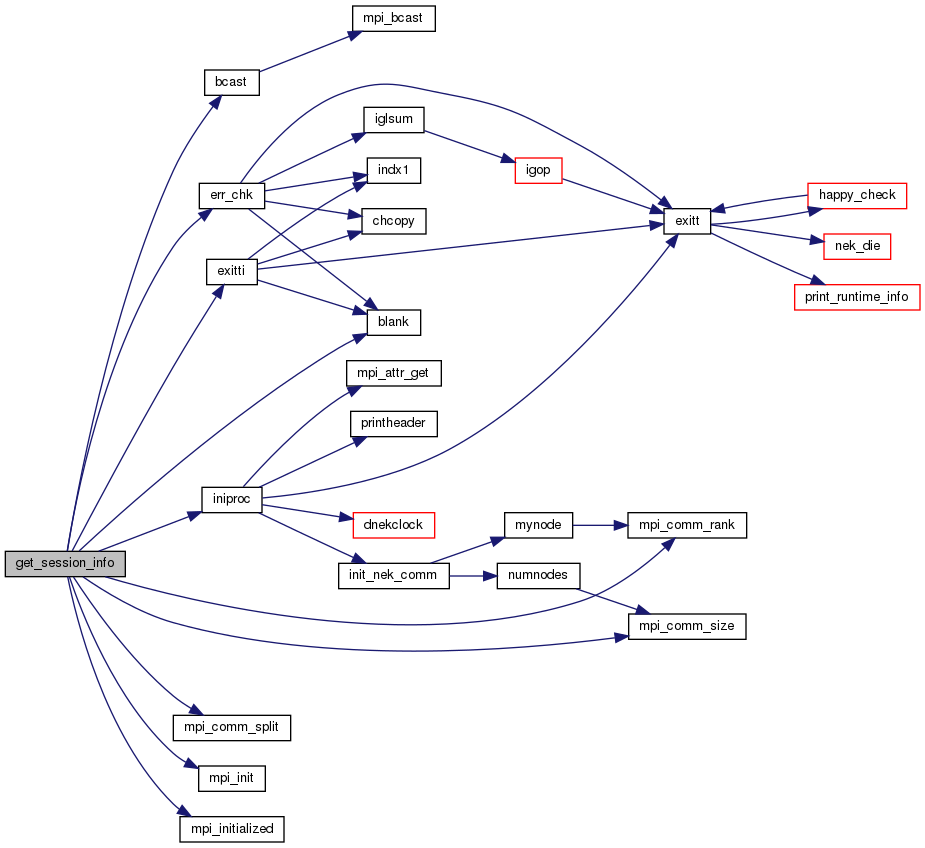 mpi_bcast
bcast
iglsum
indx1
igop
err_chk
happy_check
chcopy
exitt
nek_die
exitti
print_runtime_info
blank
mpi_attr_get
printheader
iniproc
dnekclock
mynode
mpi_comm_rank
get_session_info
init_nek_comm
numnodes
mpi_comm_size
mpi_comm_split
mpi_init
mpi_initialized